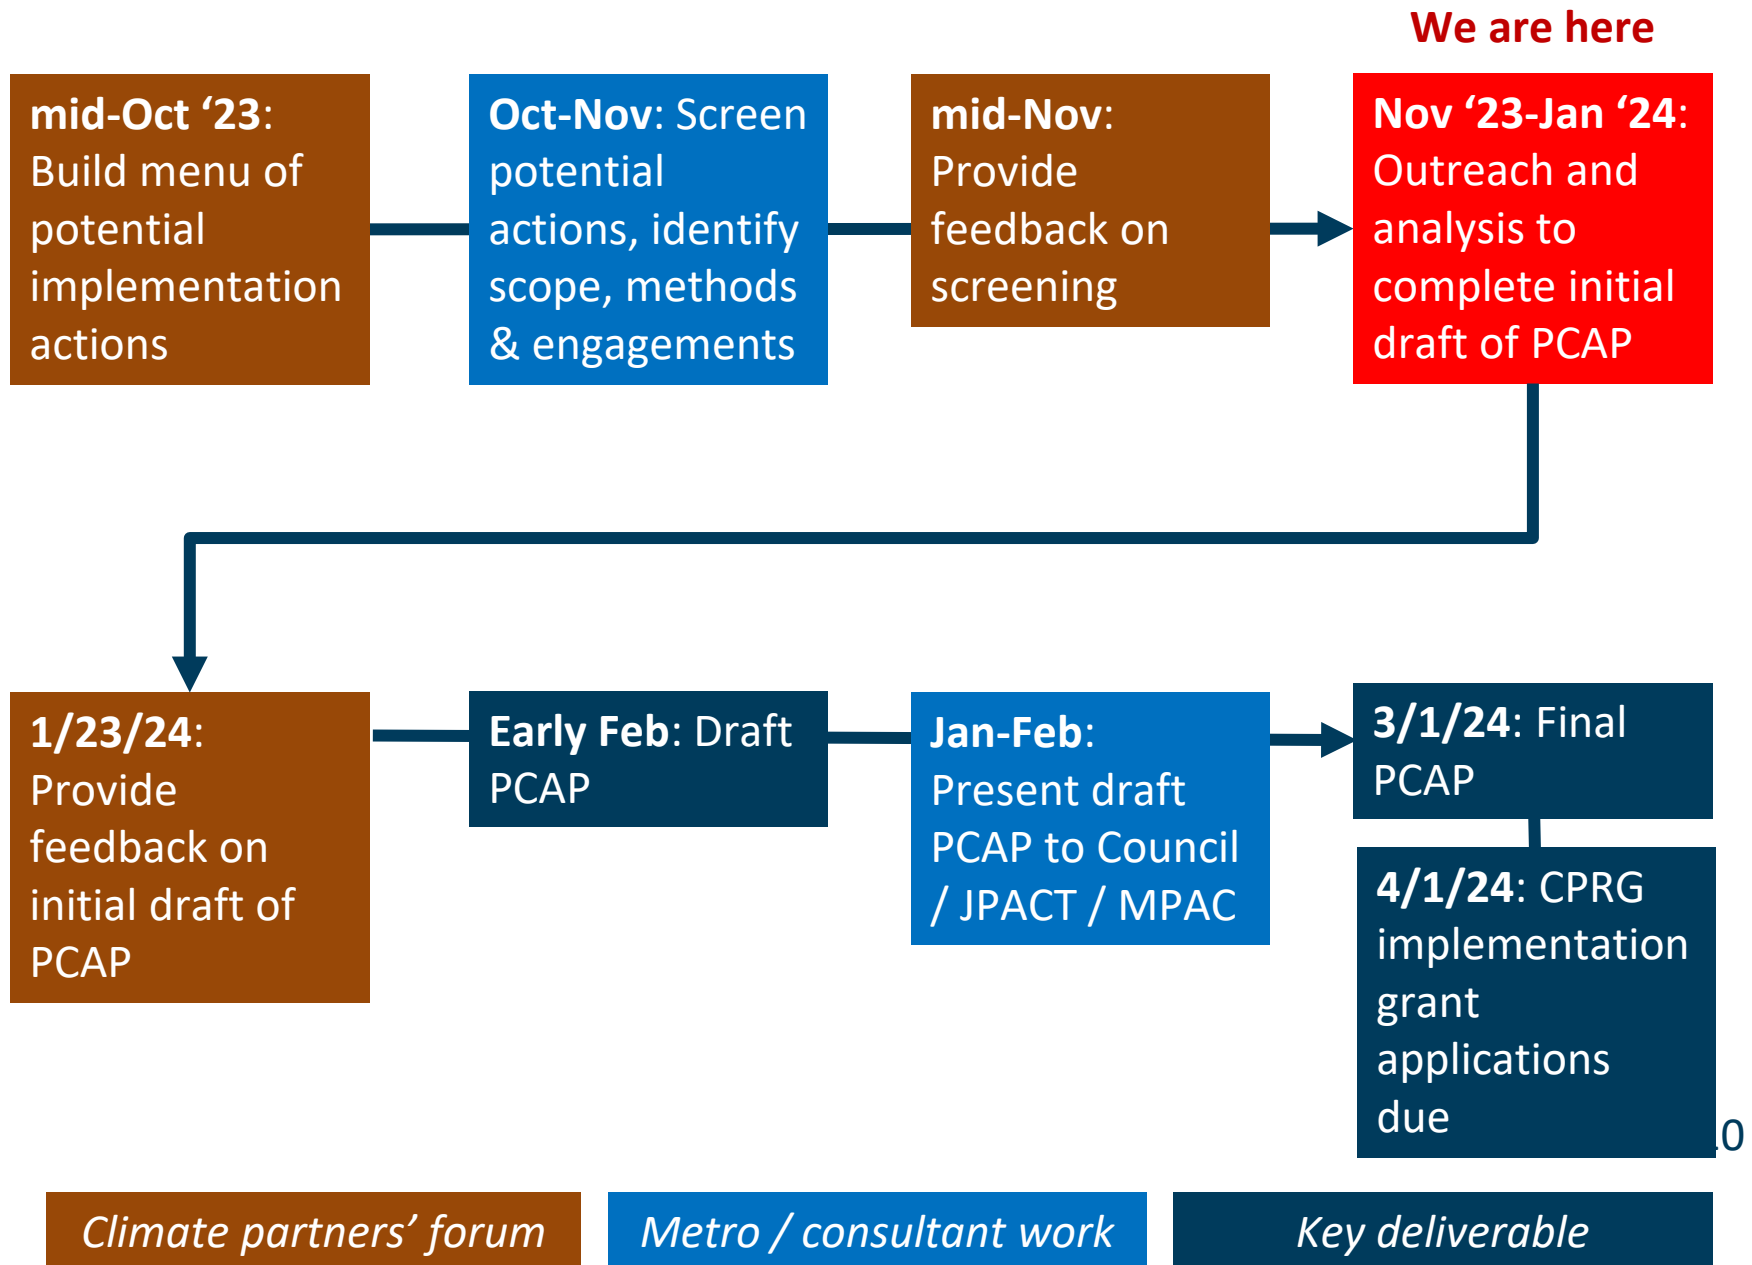 We are here
mid-Oct ‘23:
Build menu of
potential
implementation
actions
Oct-Nov: Screen
potential
actions, identify
scope, methods
& engagements
mid-Nov:
Provide
feedback on
screening
Nov ‘23-Jan ‘24:
Outreach and
analysis to
complete initial
draft of PCAP
1/23/24:
Provide
feedback on
initial draft of
PCAP
Early Feb: Draft
PCAP
Jan-Feb:
Present draft
PCAP to Council
/ JPACT / MPAC
3/1/24: Final
PCAP
4/1/24: CPRG
implementation
grant
applications
due
Climate partners’ forum
Metro / consultant work
Key deliverable